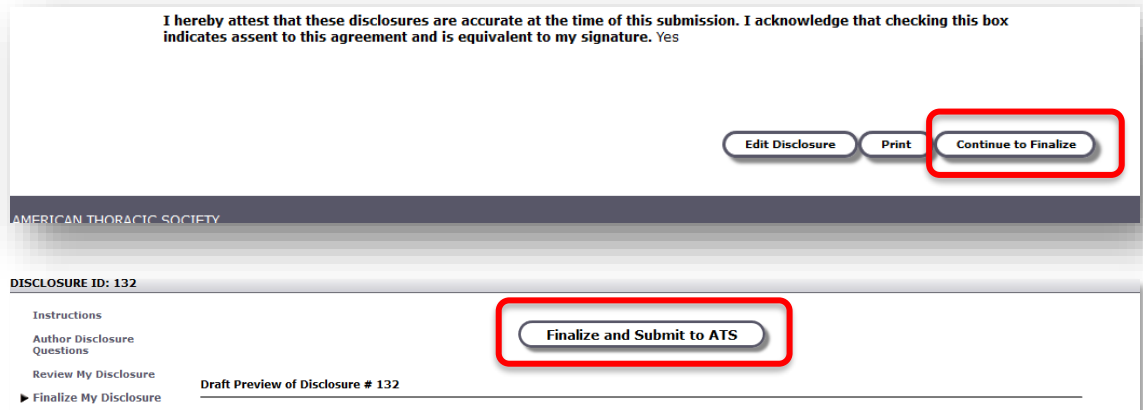 I hereby attest that these disclosures are accurate at the time of this submission. I acknowledge that checking this box
indicates assent to this agreement and is equivalent to my signature. Yes
Edit Disclosure Print Continue to Finalize
AMERICAN THORACIC SOCIETY
DISCLOSURE ID: 132
Instructions
Finalize and Submit to ATS
Author Disclosure
Questions
Review My Disclosure
Draft Preview of Disclosure # 132
Finalize My Disclosure